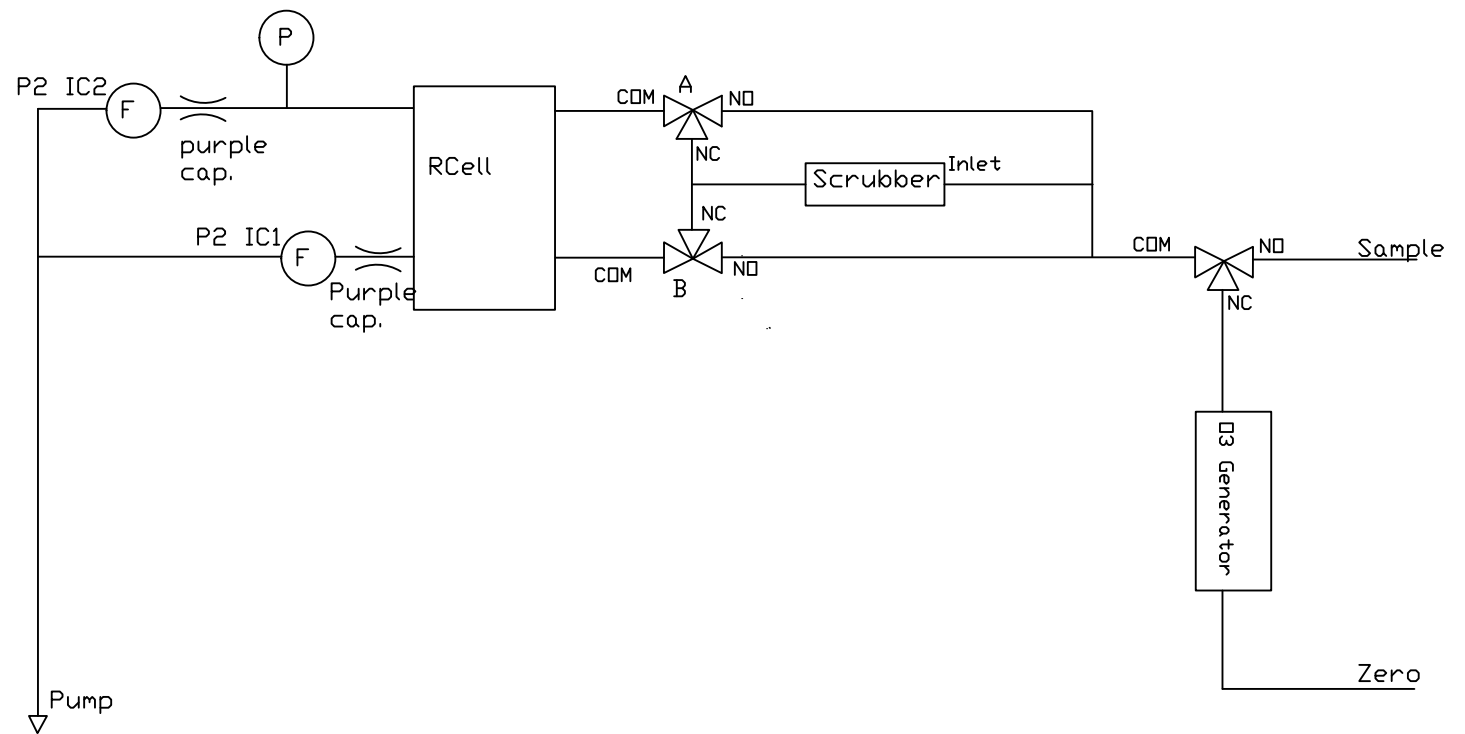 P
P2 IC2
F
purple
cap.
A
COM
NO
NC
RCell
Scrubber
Inlet
NC
P2 IC1
F
Purple
cap.
COM
NO
B
COM
NO
Sample
NC
O3 Generator
Zero
Pump